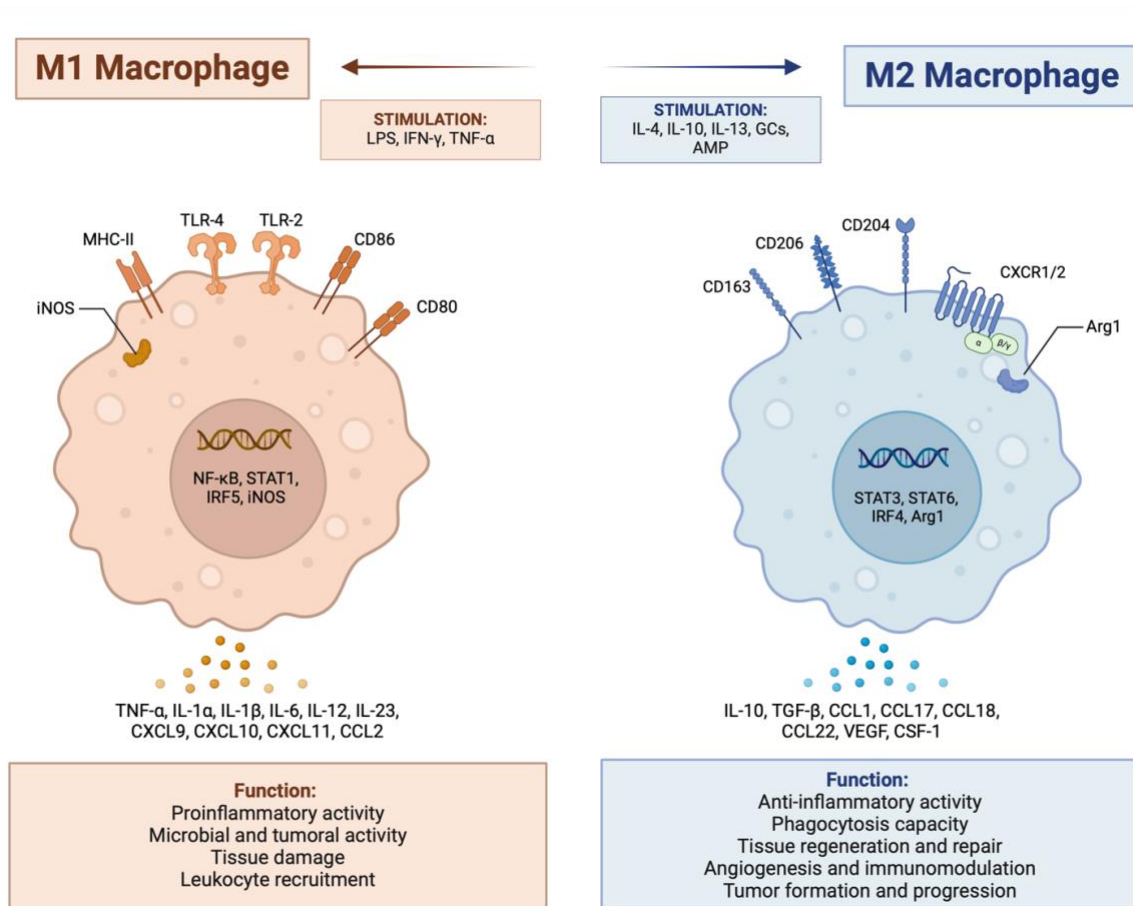 M1 Macrophage
M2 Macrophage
STIMULATION:
LPS, IFN-γ, TNF-α
STIMULATION:
IL-4, IL-10, IL-13, GCs,
AMP
MHC-II
TLR-4
TLR-2
CD86
CD80
iNOS
NF-κB, STAT1,
IRF5, iNOS
TNF-α, IL-1α, IL-1β, IL-6, IL-12, IL-23,
CXCL9, CXCL10, CXCL11, CCL2
Function:
Proinflammatory activity
Microbial and tumoral activity
Tissue damage
Leukocyte recruitment
CD163
CD206
CD204
CXCR1/2
α
β/γ
Arg1
STAT3, STAT6,
IRF4, Arg1
IL-10, TGF-β, CCL1, CCL17, CCL18,
CCL22, VEGF, CSF-1
Function:
Anti-inflammatory activity
Phagocytosis capacity
Tissue regeneration and repair
Angiogenesis and immunomodulation
Tumor formation and progression